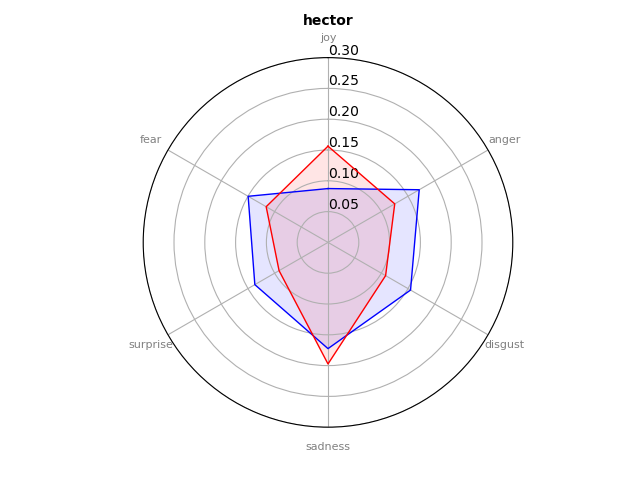 hector
joy
0.30
0.25
0.20
0.15
0.10
0.05
fear
anger
surprise
disgust
sadness